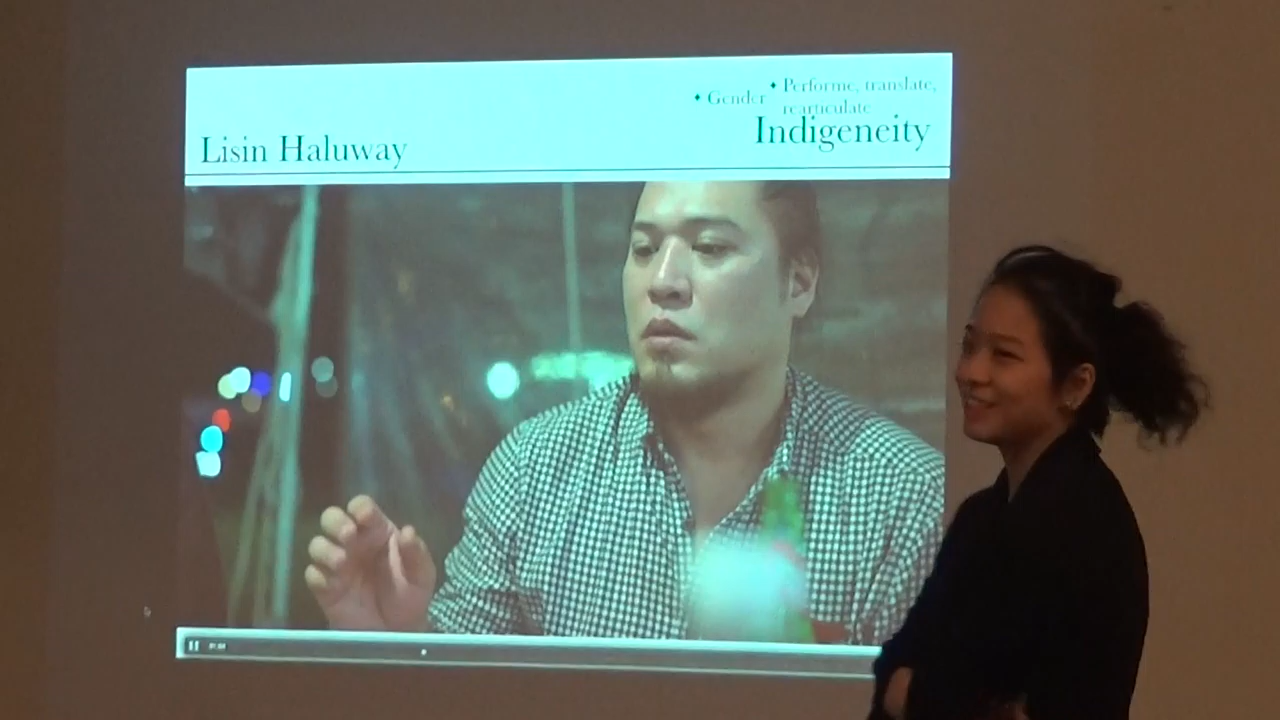 Lisin Haluway
♦ Gender
♦ Performe, translate,
rearticulate
Indigeneity